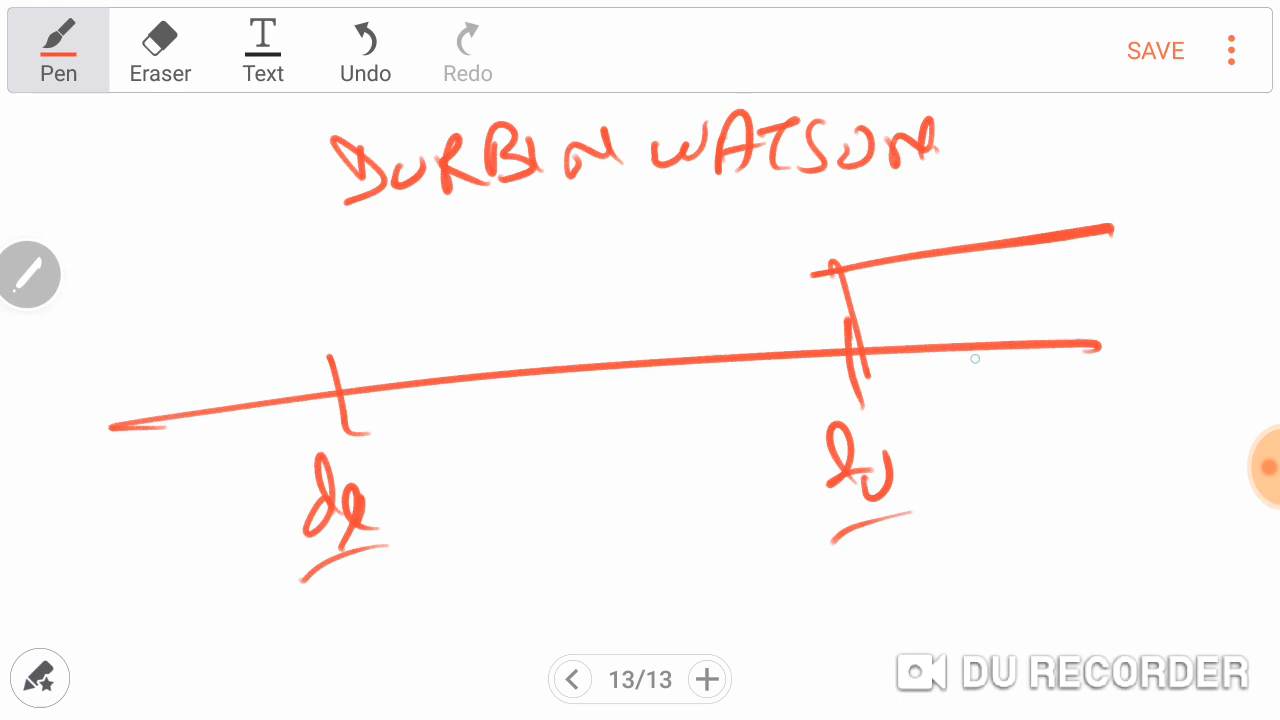 Pen Eraser Text Undo Redo SAVE
DURBIN WATSON
dl
du
13/13
DU RECORDER